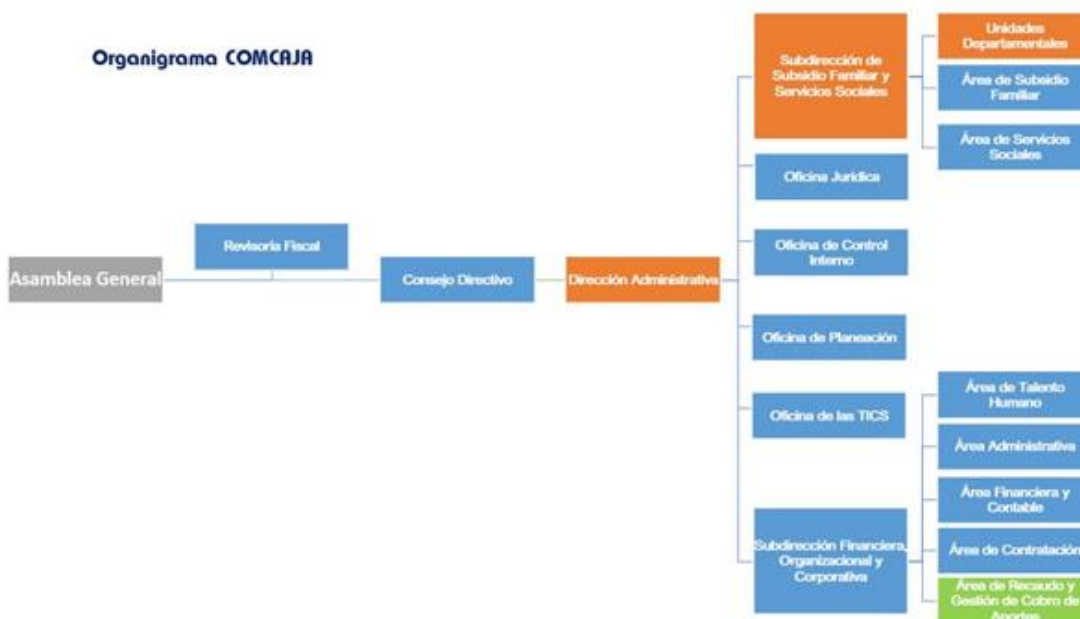 Organigrama COMCAJA
Asamblea General
Revisoría Fiscal
Consejo Directivo
Dirección Administrativa
Subdirección de
Subsidio Familiar y
Servicios Sociales
Unidades
Departamentales
Área de Subsidio
Familiar
Área de Servicios
Sociales
Oficina Jurídica
Oficina de Control
Interno
Oficina de Planeación
Oficina de las TICS
Subdirección Financiera,
Organizacional y
Corporativa
Área de Talento
Humano
Área Administrativa
Área Financiera y
Contable
Área de Contratación
Área de Recaudo y
Gestión de Cobro de
Aportes